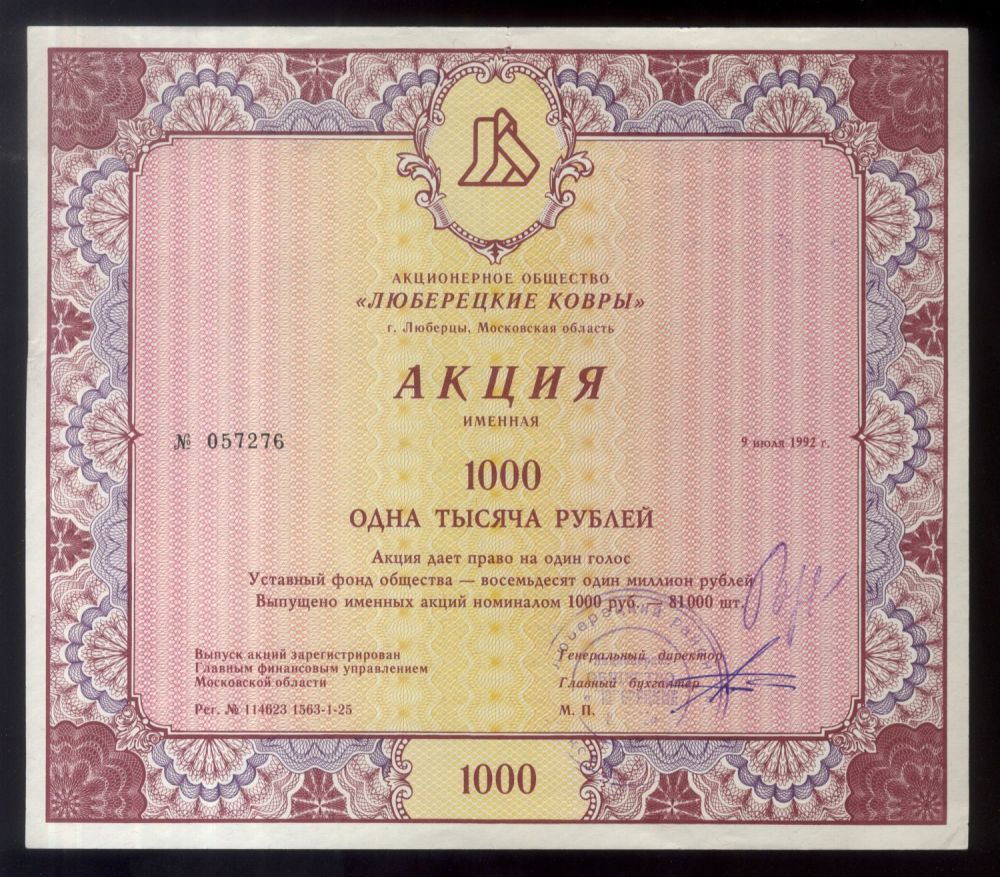 АКЦИОНЕРНОЕ ОБЩЕСТВО
«ЛЮБЕРЕЦКИЕ КОВРЫ»
г. Люберцы, Московская область
АКЦИЯ
ИМЕННАЯ
№ 057276
9 июля 1992 г.
1000
ОДНА ТЫСЯЧА РУБЛЕЙ
Акция дает право на один голос
Уставный фонд общества — восемьдесят один миллион рублей
Выпущено именных акций номиналом 1000 руб. — 81000 шт.
Выпуск акций зарегистрирован
Главным финансовым управлением
Московской области
Рег. № 114623 1563-1-25
Генеральный директор
Главный бухгалтер
М. П.
1000